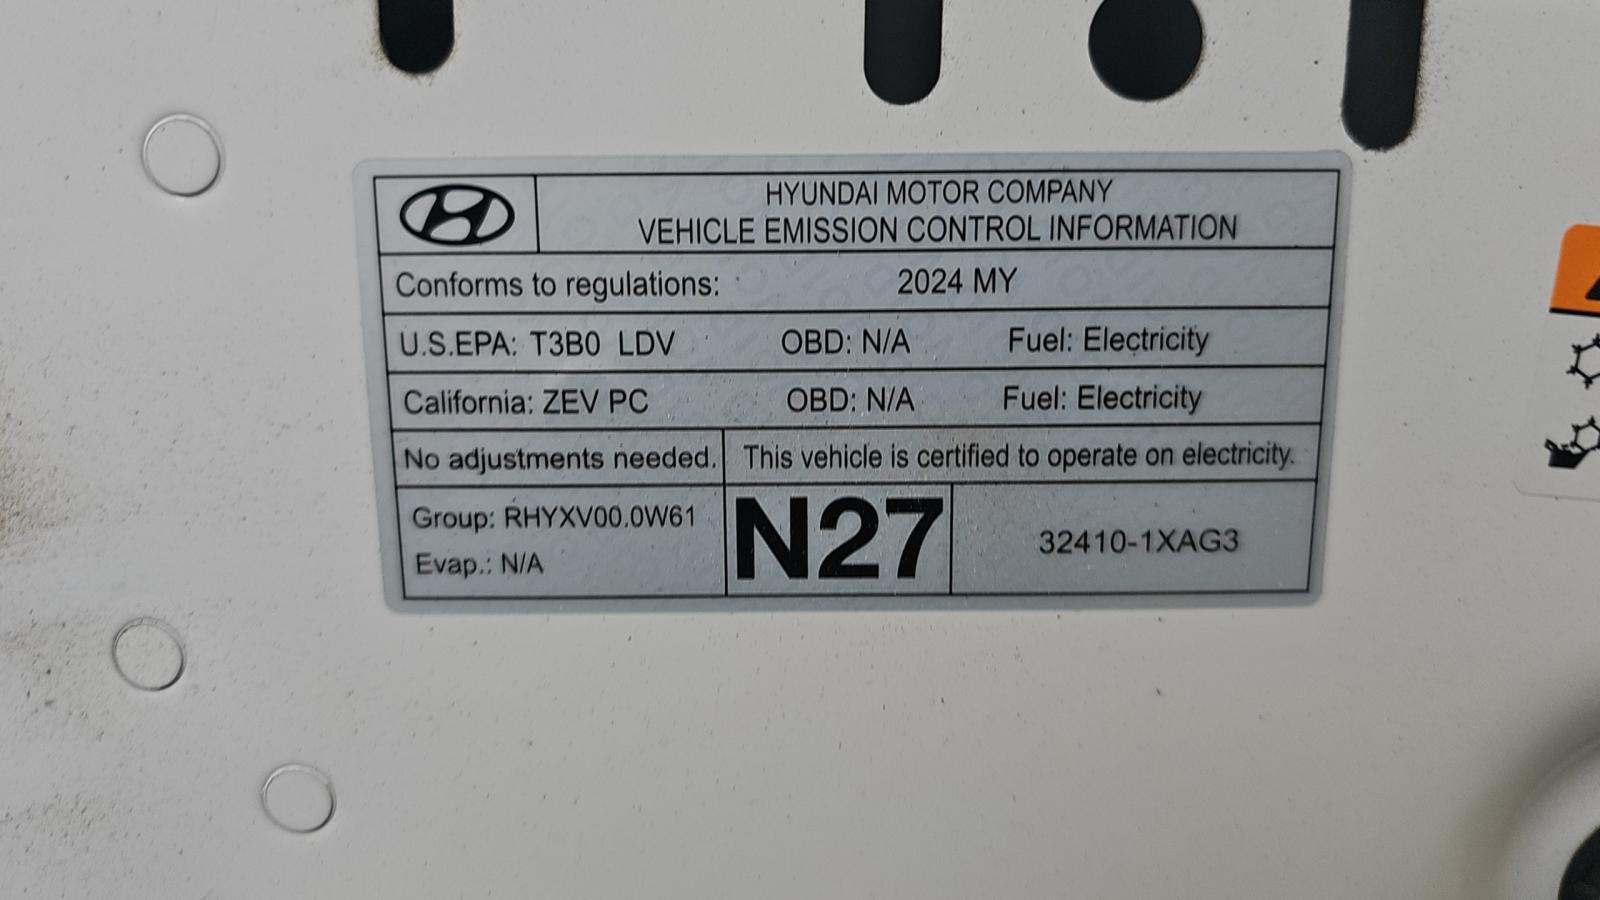 HYUNDAI MOTOR COMPANY
VEHICLE EMISSION CONTROL INFORMATION
Conforms to regulations: 2024 MY
U.S.EPA: T3B0 LDV OBD: N/A Fuel: Electricity
California: ZEV PC OBD: N/A Fuel: Electricity
No adjustments needed. This vehicle is certified to operate on electricity.
Group: RHYXV00.0W61
Evap.: N/A
N27
32410-1XAG3